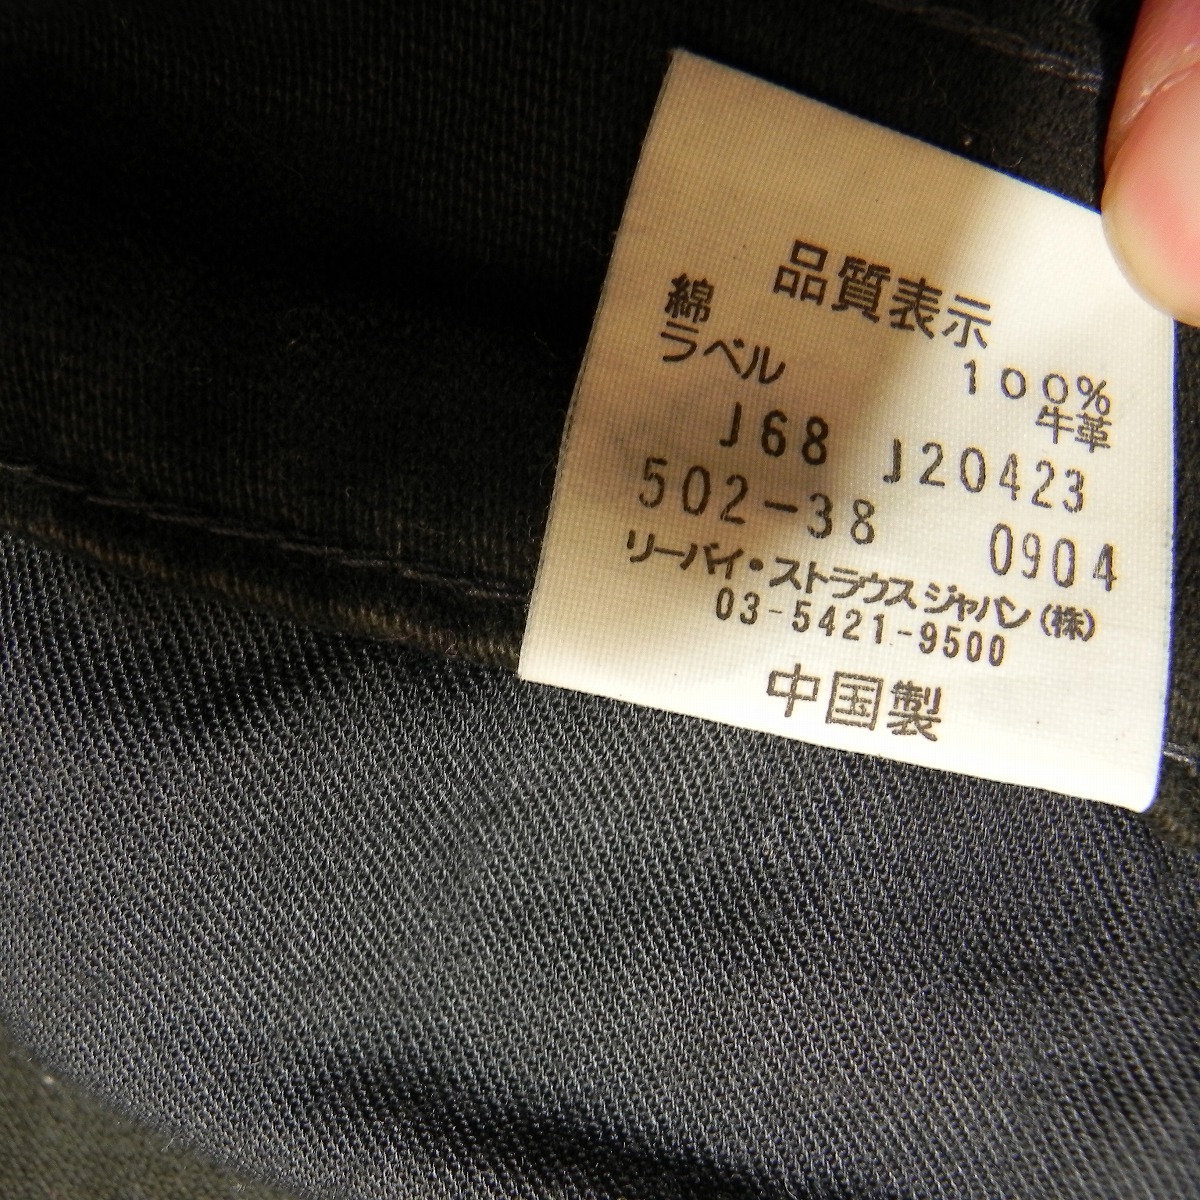 品質表示
綿 100%
ラベル 牛革
J68 J20423
502-38 0904
リーバイ・ストラウス ジャパン(株)
03-5421-9500
中国製